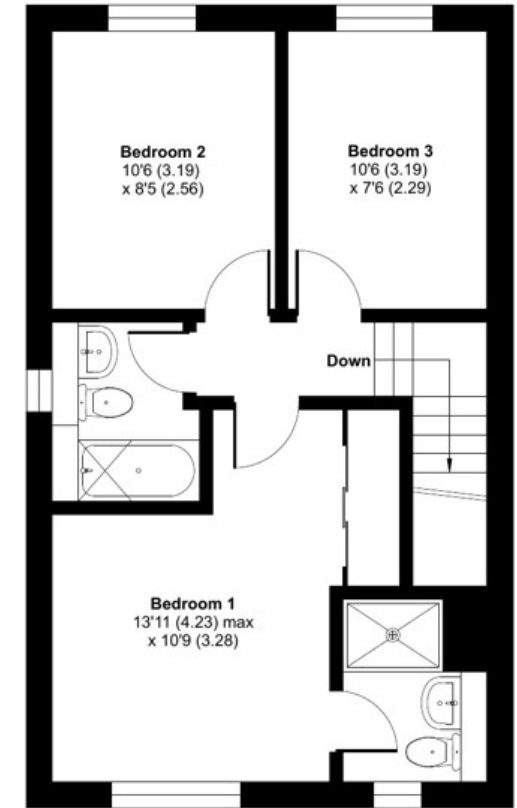 Bedroom 2
10'6 (3.19)
x 8'5 (2.56)
Bedroom 3
10'6 (3.19)
x 7'6 (2.29)
Down
Bedroom 1
13'11 (4.23) max
x 10'9 (3.28)